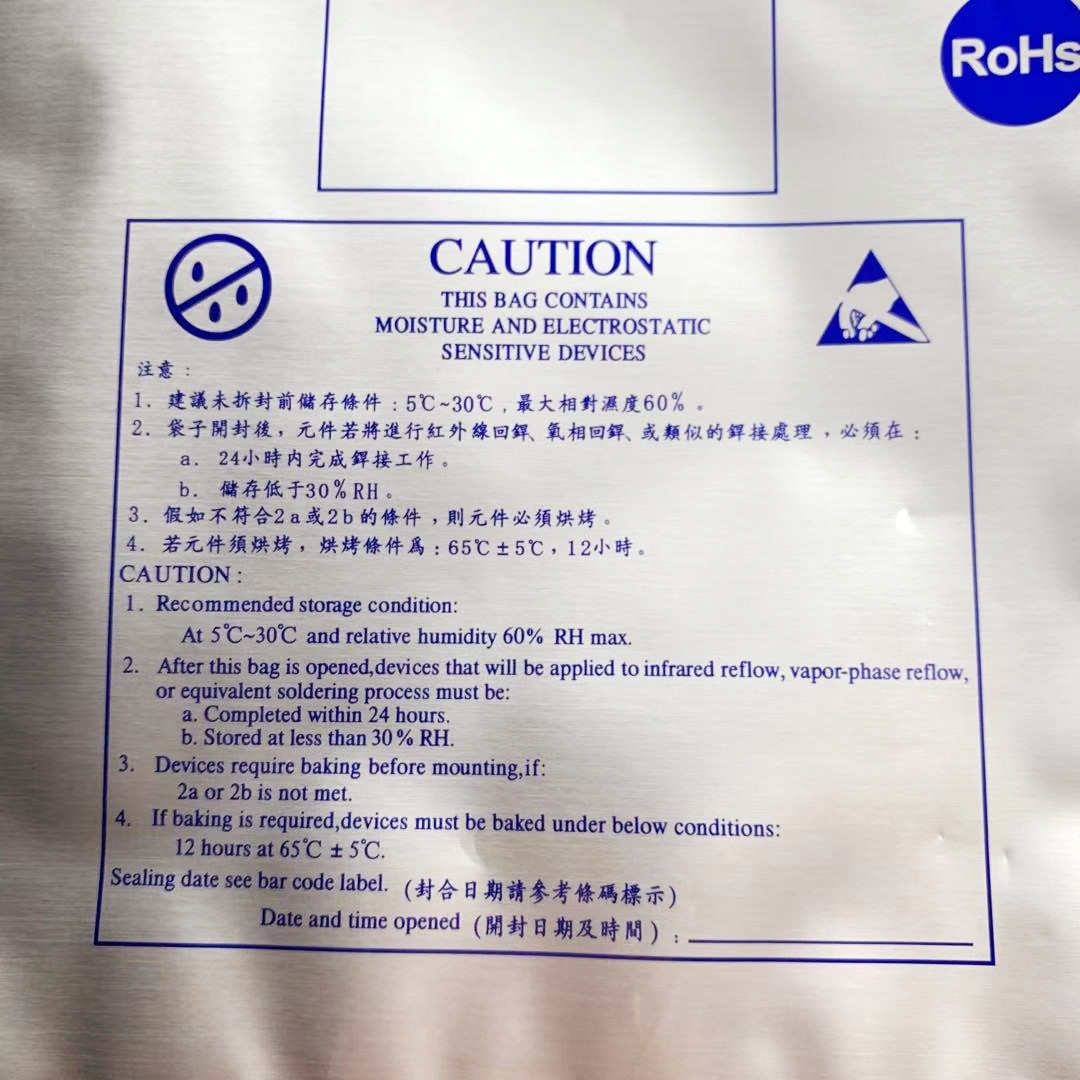 RoHs
CAUTION
THIS BAG CONTAINS
MOISTURE AND ELECTROSTATIC
SENSITIVE DEVICES
注意：
1. 建議未拆封前儲存條件：5℃~30℃，最大相對濕度60%。
2. 袋子開封後，元件若將進行紅外線回銲、氧相回銲、或類似的銲接處理，必須在：
a. 24小時内完成銲接工作。
b. 儲存低于30%RH。
3. 假如不符合2a或2b的條件，則元件必須烘烤。
4. 若元件須烘烤，烘烤條件爲：65℃±5℃，12小時。
CAUTION:
1. Recommended storage condition:
At 5℃~30℃ and relative humidity 60% RH max.
2. After this bag is opened,devices that will be applied to infrared reflow, vapor-phase reflow,
or equivalent soldering process must be:
a. Completed within 24 hours.
b. Stored at less than 30% RH.
3. Devices require baking before mounting,if:
2a or 2b is not met.
4. If baking is required,devices must be baked under below conditions:
12 hours at 65℃ ± 5℃.
Sealing date see bar code label. (封合日期請參考條碼標示)
Date and time opened (開封日期及時間)：